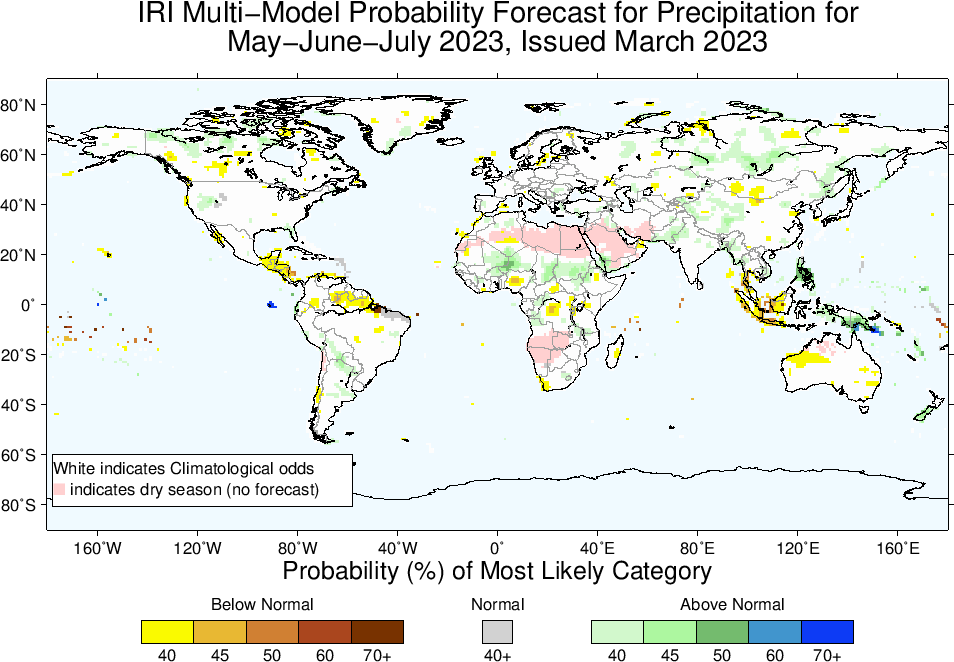 IRI Multi−Model Probability Forecast for Precipitation for
May−June−July 2023, Issued March 2023
80˚N
60˚N
40˚N
20˚N
0˚
20˚S
40˚S
60˚S
80˚S
White indicates Climatological odds
indicates dry season (no forecast)
160˚W 120˚W 80˚W 40˚W 0˚ 40˚E 80˚E 120˚E 160˚E
Probability (%) of Most Likely Category
Below Normal Normal Above Normal
40 45 50 60 70+ 40+ 40 45 50 60 70+